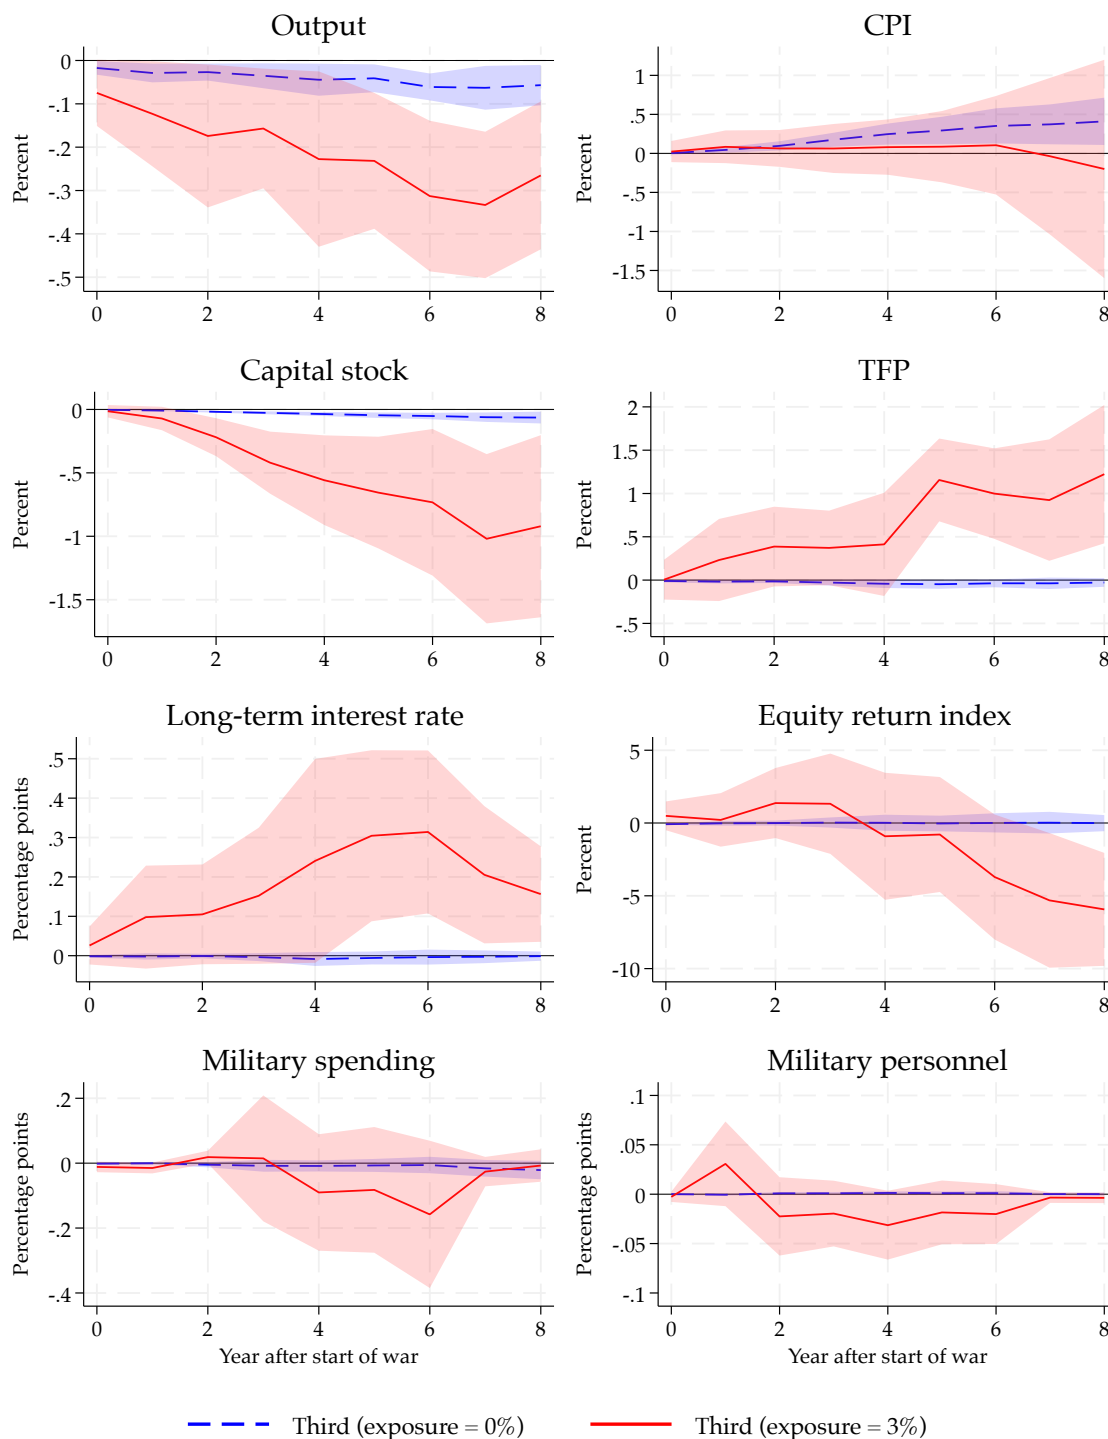 Output
CPI
Percent
0
-.1
-.2
-.3
-.4
-.5
0 2 4 6 8
Percent
1
.5
0
-.5
-1
-1.5
0 2 4 6 8
Capital stock
TFP
Percent
0
-.5
-1
-1.5
0 2 4 6 8
Percent
2
1.5
1
.5
0
-.5
0 2 4 6 8
Long-term interest rate
Equity return index
Percentage points
.5
.4
.3
.2
.1
0
0 2 4 6 8
Percent
5
0
-5
-10
0 2 4 6 8
Military spending
Military personnel
Percentage points
.2
0
-.2
-.4
0 2 4 6 8
Year after start of war
Percentage points
.1
.05
0
-.05
-.1
0 2 4 6 8
Year after start of war
Third (exposure = 0%)
Third (exposure = 3%)